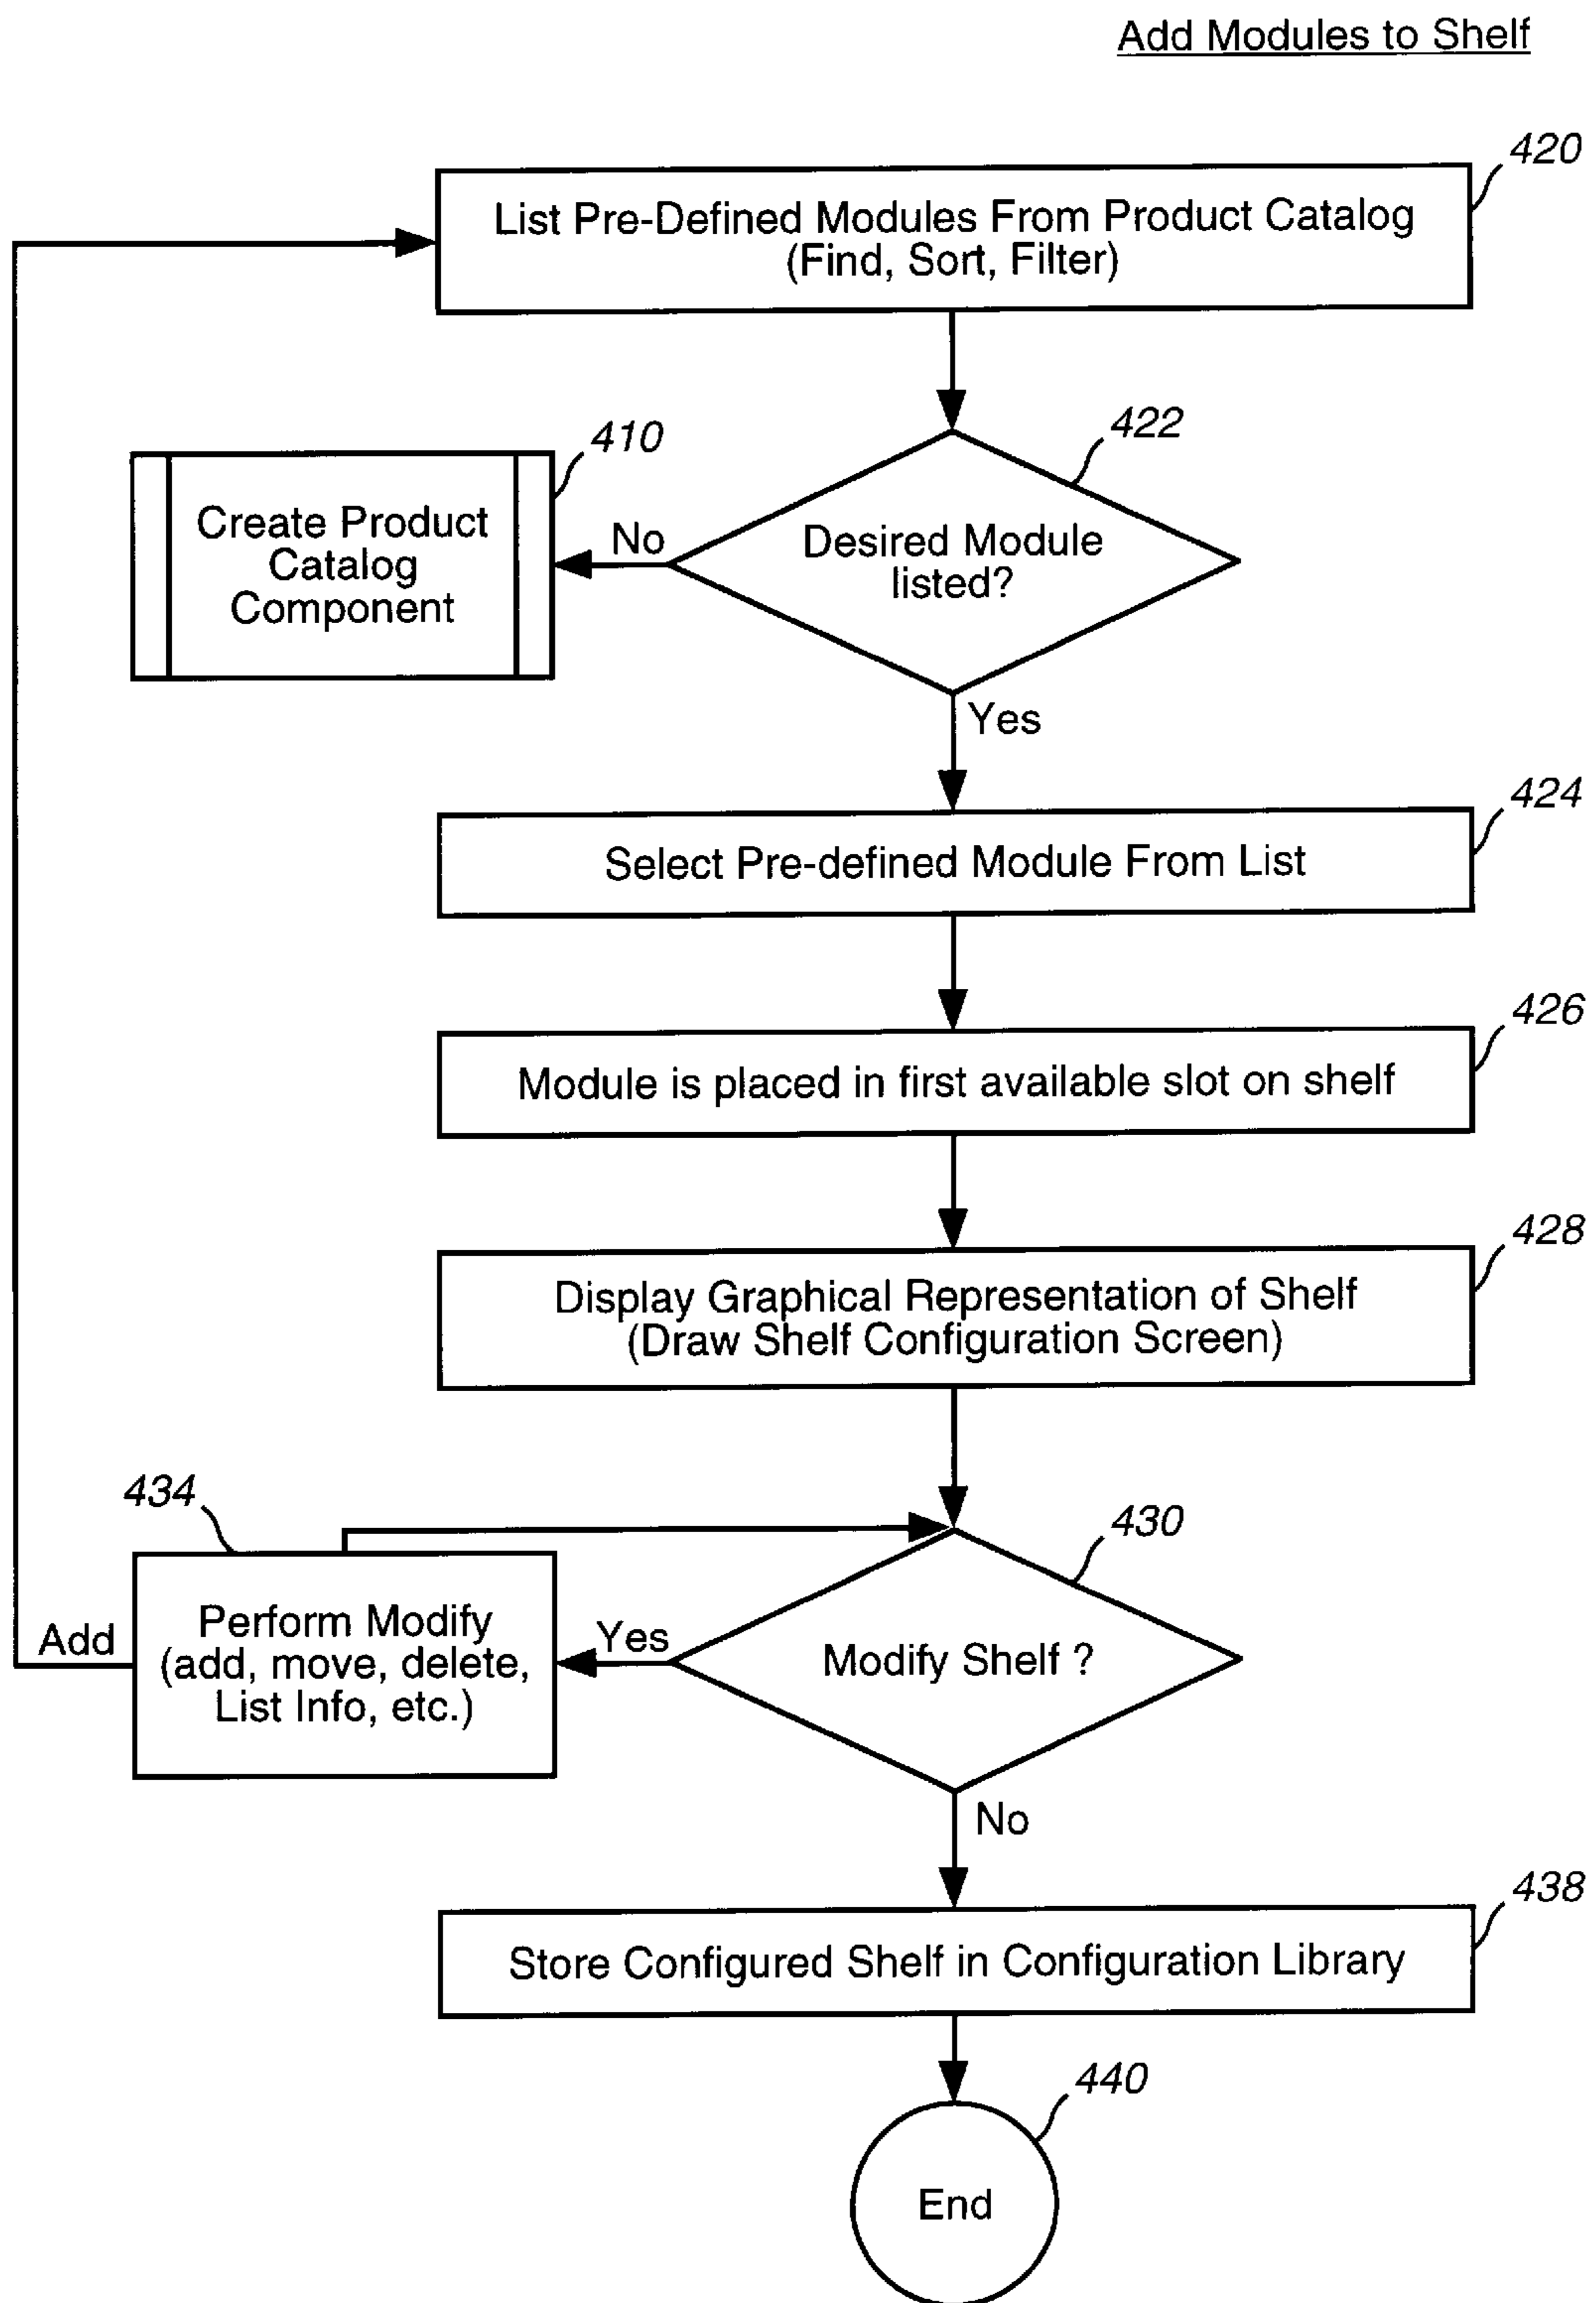 Add Modules to Shelf
420
List Pre-Defined Modules From Product Catalog
(Find, Sort, Filter)
422
410
Create Product
Catalog
Component
No
Desired Module
listed?
Yes
424
Select Pre-defined Module From List
426
Module is placed in first available slot on shelf
428
Display Graphical Representation of Shelf
(Draw Shelf Configuration Screen)
434
430
Add
Perform Modify
(add, move, delete,
List Info, etc.)
Yes
Modify Shelf ?
No
438
Store Configured Shelf in Configuration Library
440
End